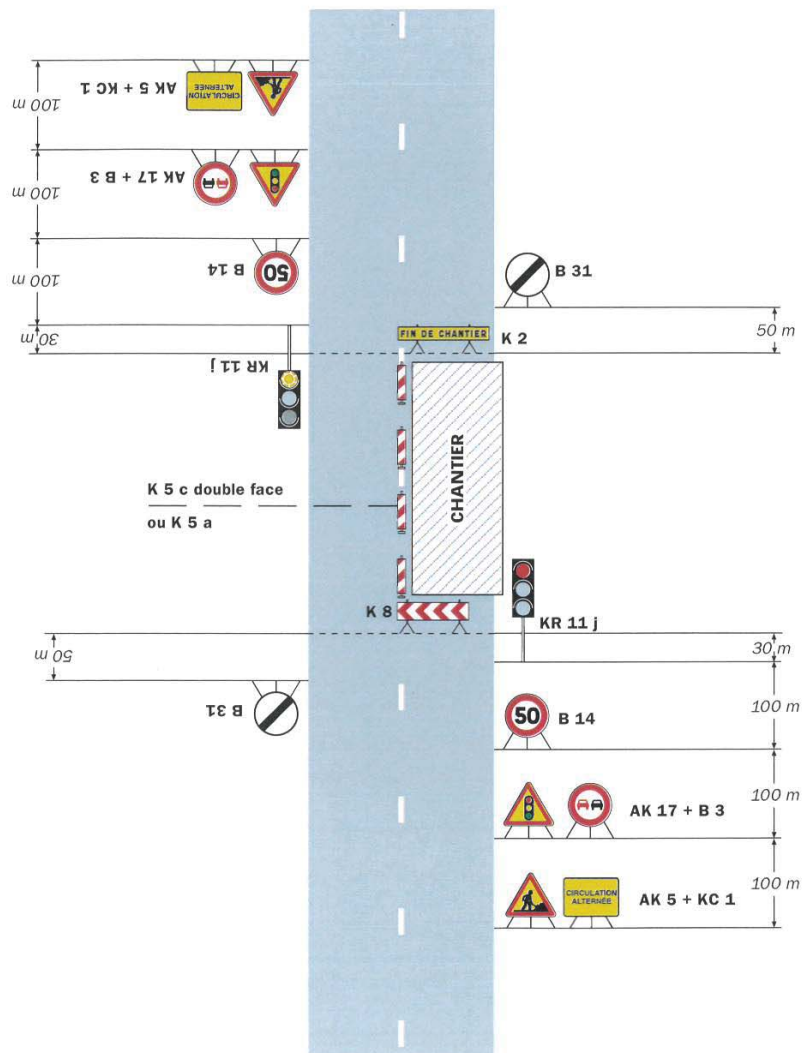 AK 5 + KC 1
CIRCULATION
ALTERNÉE
100 m
AK 17 + B 3
100 m
B 14
50
100 m
30 m
KR 11 j
B 31
50 m
FIN DE CHANTIER
K 2
CHANTIER
K 5 c double face
ou K 5 a
K 8
KR 11 j
30 m
50 m
B 31
50
B 14
100 m
AK 17 + B 3
100 m
CIRCULATION
ALTERNÉE
AK 5 + KC 1
100 m